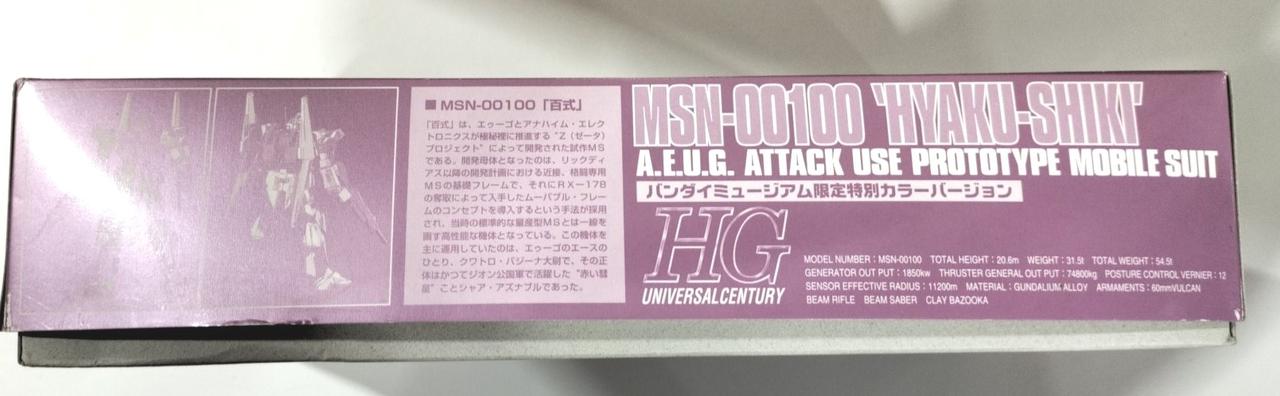 ■ MSN-00100「百式」
「百式」は、エゥーゴとアナハイム・エレク
トロニクスが極秘裡に推進する"Z（ゼータ）
プロジェクト"によって開発された試作MS
である。開発母体となったのは、リックディ
アス以降の開発計画における近接、格闘専用
MSの基礎フレームで、それにRX−178
の奪取によって入手したムーバブル・フレー
ムのコンセプトを導入するという手法が採用
され、当時の標準的な量産型MSとは一線を
画す高性能な機体となっている。この機体を
主に運用していたのは、エゥーゴのエースの
ひとり、クワトロ・バジーナ大尉で、その正
体はかつてジオン公国軍で活躍した"赤い彗
星"ことシャア・アズナブルであった。
MSN-00100 'HYAKU-SHIKI'
A.E.U.G. ATTACK USE PROTOTYPE MOBILE SUIT
バンダイミュージアム限定特別カラーバージョン
HG
UNIVERSAL CENTURY
MODEL NUMBER：MSN-00100 TOTAL HEIGHT：20.6m WEIGHT：31.5t TOTAL WEIGHT：54.5t
GENERATOR OUT PUT：1850kw THRUSTER GENERAL OUT PUT：74800kg POSTURE CONTROL VERNIER：12
SENSOR EFFECTIVE RADIUS：11200m MATERIAL：GUNDALIUM ALLOY ARMAMENTS：60mmVULCAN
BEAM RIFLE BEAM SABER CLAY BAZOOKA